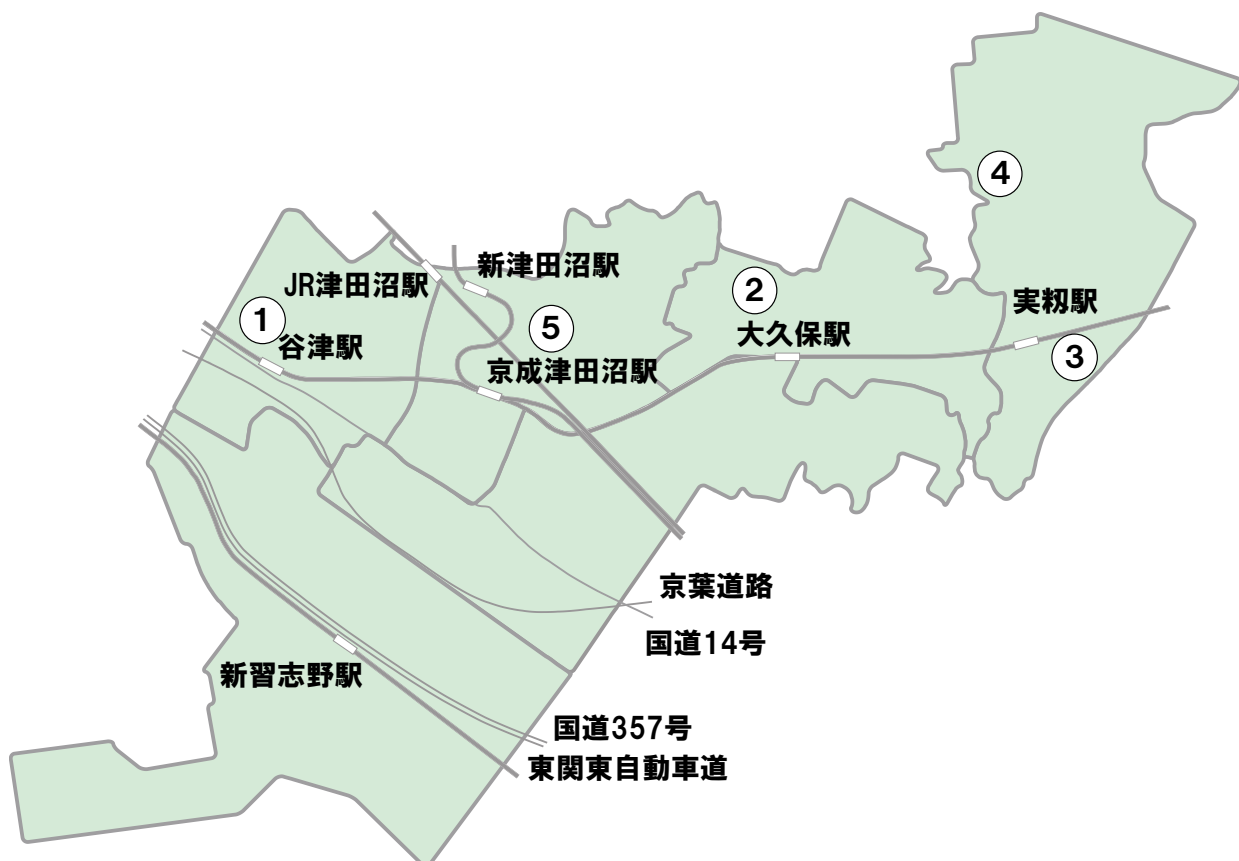 4
新津田沼駅
JR津田沼駅
2
実籾駅
1
5
大久保駅
谷津駅
3
京成津田沼駅
京葉道路
国道14号
新習志野駅
国道357号
東関東自動車道